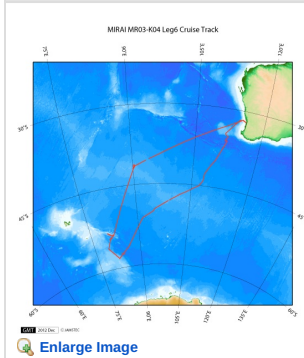 MIRAI MR03-K04 Leg6 Cruise Track
75˚E
90˚E
105˚E
120˚E
30˚S
30˚S
45˚S
45˚S
60˚S
60˚E
75˚E
90˚E
105˚E
120˚E
135˚E
60˚S
GMT 2012 Dec JAMSTEC
Enlarge Image